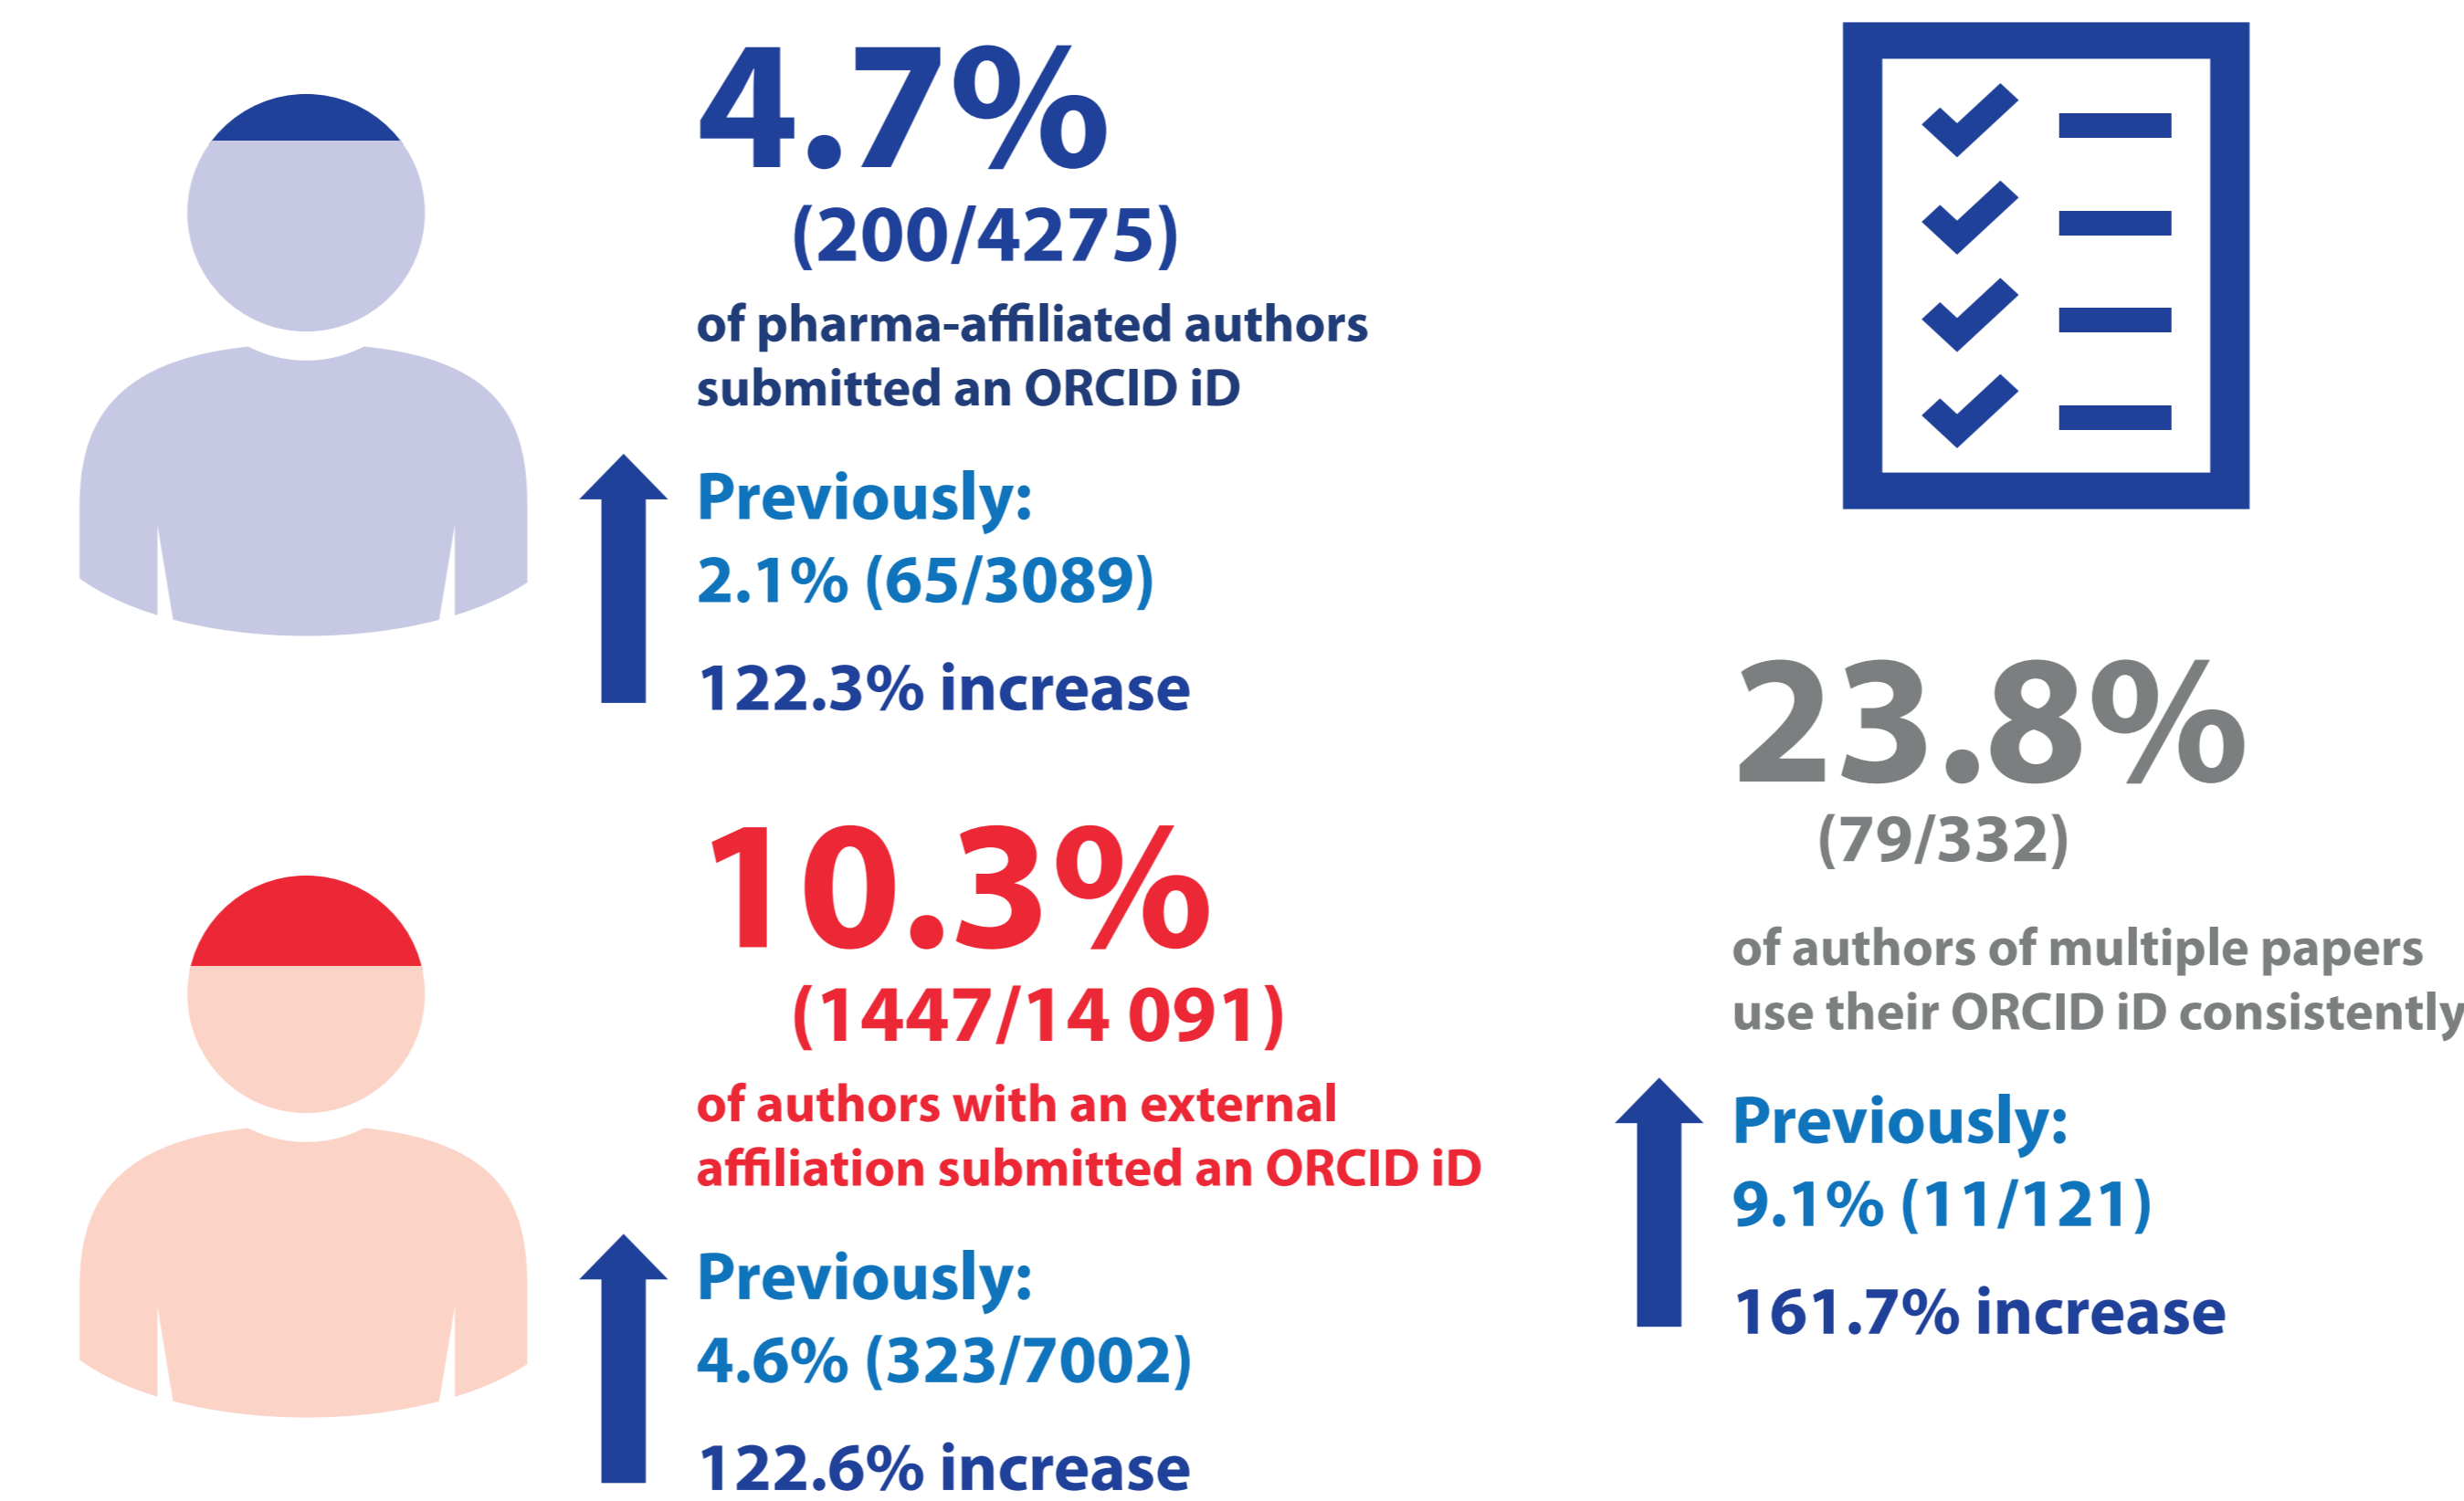 4.7%
(200/4275)
of pharma-affiliated authors
submitted an ORCID iD
Previously:
2.1% (65/3089)
122.3% increase
10.3%
(1447/14 091)
of authors with an external
affiliation submitted an ORCID iD
Previously:
4.6% (323/7002)
122.6% increase
23.8%
(79/332)
of authors of multiple papers
use their ORCID iD consistently
Previously:
9.1% (11/121)
161.7% increase